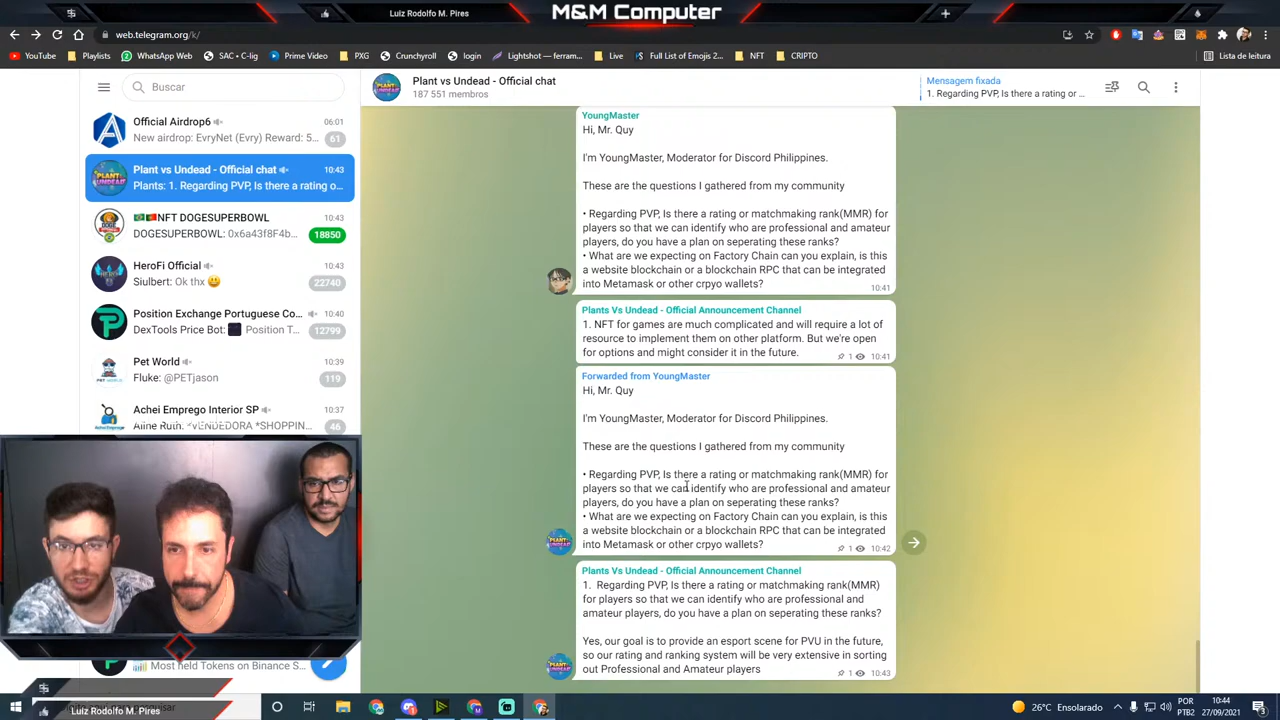 Luiz Rodolfo M. Pires
M&M Computer
web.telegram.org/k/
YouTube
Playlists
WhatsApp Web
SAC • C-lig
Prime Video
PXG
Crunchyroll
login
Lightshot — ferram...
Live
Full List of Emojis...
NFT
CRIPTO
Lista de leitura
Buscar
Plant vs Undead - Official chat
187 551 membros
Mensagem fixada
1. Regarding PVP, Is there a rating or ...
Official Airdrop6
06:01
New airdrop: EvryNet (Evry) Reward: 5...
61
Plant vs Undead - Official chat
10:43
Plants: 1. Regarding PVP, Is there a rating o...
NFT DOGESUPERBOWL
10:43
DOGESUPERBOWL: 0x6a43f8F4b...
18850
HeroFi Official
10:43
Siulbert: Ok thx
22740
Position Exchange Portuguese Co...
10:40
DexTools Price Bot: Position T...
12799
Pet World
10:39
Fluke: @PETjason
119
Achei Emprego Interior SP
10:37
Aline Ruth: *VENDEDORA *SHOPPIN...
46
Most held Tokens on Binance S
YoungMaster
Hi, Mr. Quy
I'm YoungMaster, Moderator for Discord Philippines.
These are the questions I gathered from my community
• Regarding PVP, Is there a rating or matchmaking rank(MMR) for
players so that we can identify who are professional and amateur
players, do you have a plan on seperating these ranks?
• What are we expecting on Factory Chain can you explain, is this
a website blockchain or a blockchain RPC that can be integrated
into Metamask or other crpyo wallets?
10:41
Plants Vs Undead - Official Announcement Channel
1. NFT for games are much complicated and will require a lot of
resource to implement them on other platform. But we're open
for options and might consider it in the future.
1 10:41
Forwarded from YoungMaster
Hi, Mr. Quy
I'm YoungMaster, Moderator for Discord Philippines.
These are the questions I gathered from my community
• Regarding PVP, Is there a rating or matchmaking rank(MMR) for
players so that we can identify who are professional and amateur
players, do you have a plan on seperating these ranks?
• What are we expecting on Factory Chain can you explain, is this
a website blockchain or a blockchain RPC that can be integrated
into Metamask or other crpyo wallets?
1 10:42
Plants Vs Undead - Official Announcement Channel
1. Regarding PVP, Is there a rating or matchmaking rank(MMR)
for players so that we can identify who are professional and
amateur players, do you have a plan on seperating these ranks?
Yes, our goal is to provide an esport scene for PVU in the future,
so our rating and ranking system will be very extensive in sorting
out Professional and Amateur players
1 10:43
Luiz Rodolfo M. Pires
26°C Ensolarado
POR
PTB2
10:44
27/09/2021